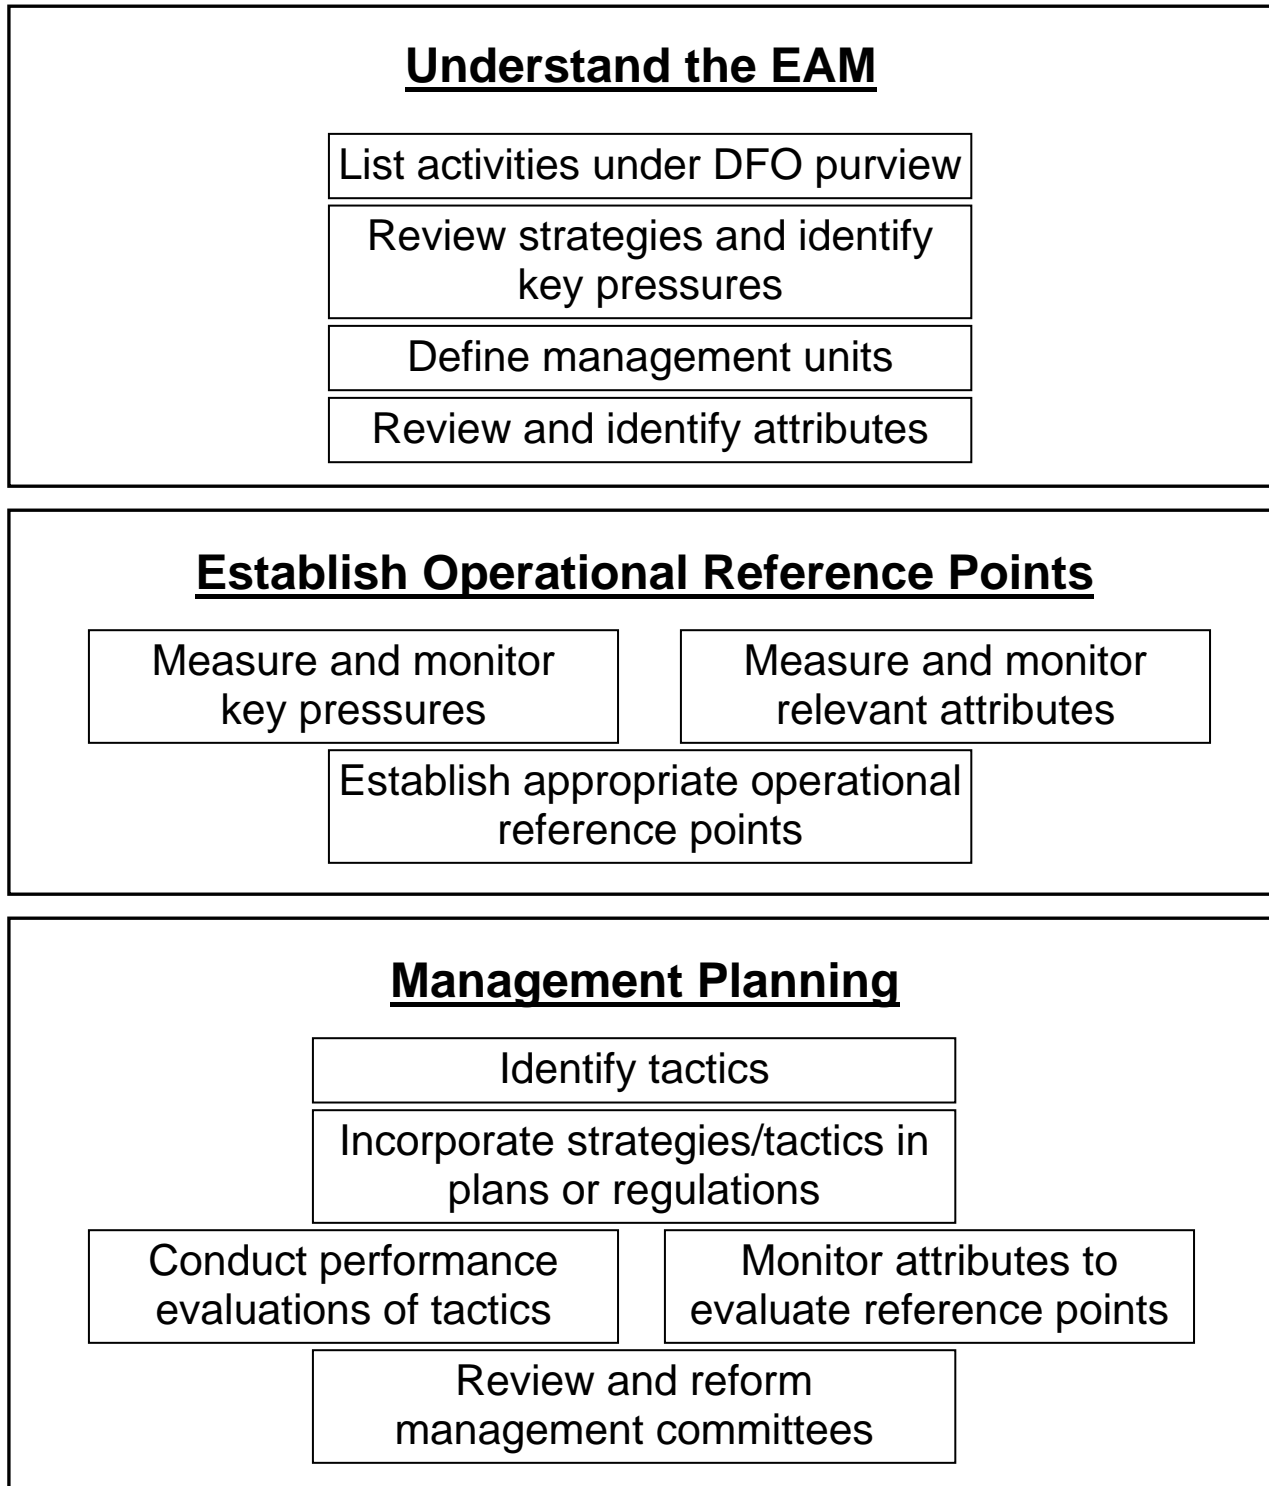 Understand the EAM
List activities under DFO purview
Review strategies and identify
key pressures
Define management units
Review and identify attributes
Establish Operational Reference Points
Measure and monitor
key pressures
Measure and monitor
relevant attributes
Establish appropriate operational
reference points
Management Planning
Identify tactics
Incorporate strategies/tactics in
plans or regulations
Conduct performance
evaluations of tactics
Monitor attributes to
evaluate reference points
Review and reform
management committees